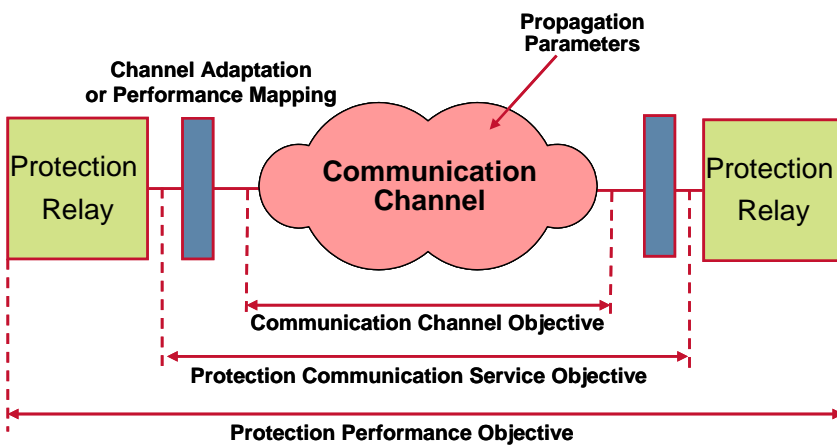 Propagation
Parameters
Channel Adaptation
or Performance Mapping
Protection
Relay
Communication
Channel
Protection
Relay
Communication Channel Objective
Protection Communication Service Objective
Protection Performance Objective